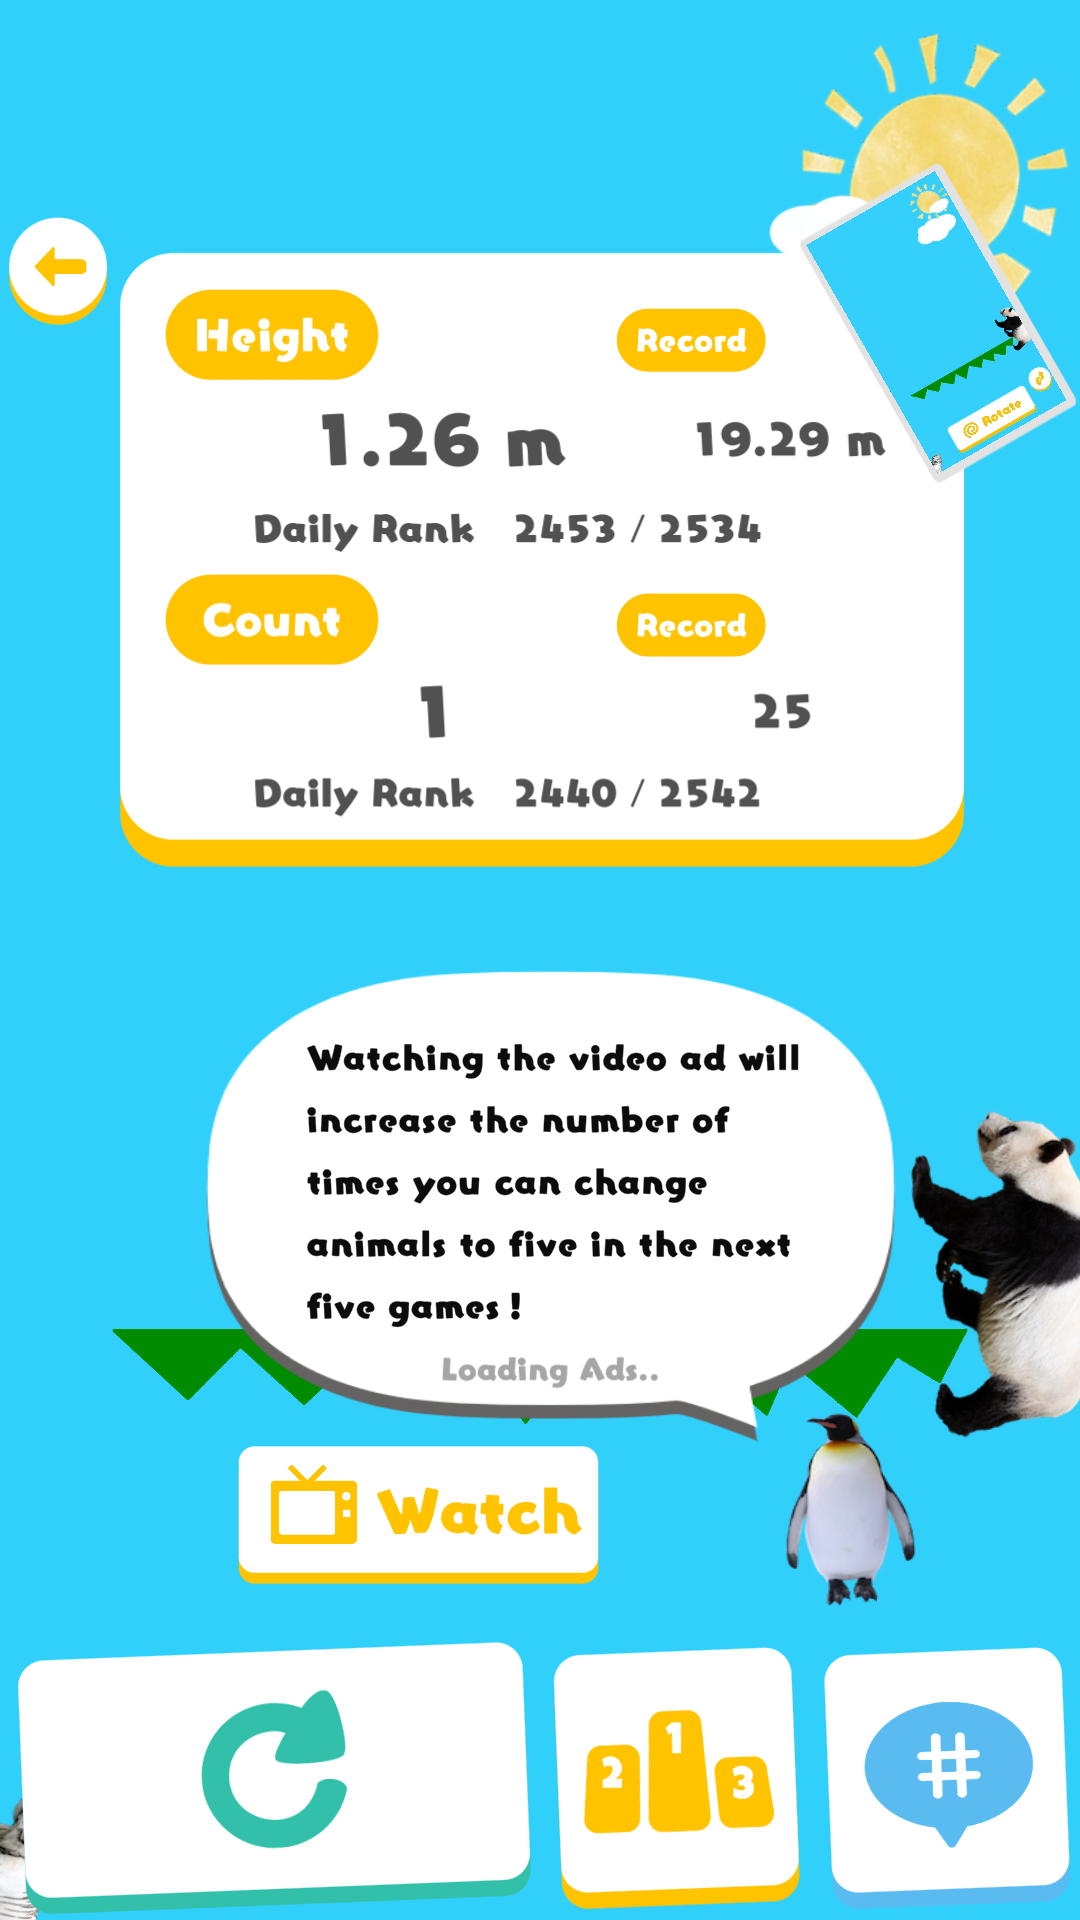 Height
Record
1.26 m
19.29 m
Daily Rank 2453 / 2534
Count
Record
1
25
Daily Rank 2440 / 2542
Rotate
Watching the video ad will
increase the number of
times you can change
animals to five in the next
five games !
Loading Ads..
Watch
2 1 3
#